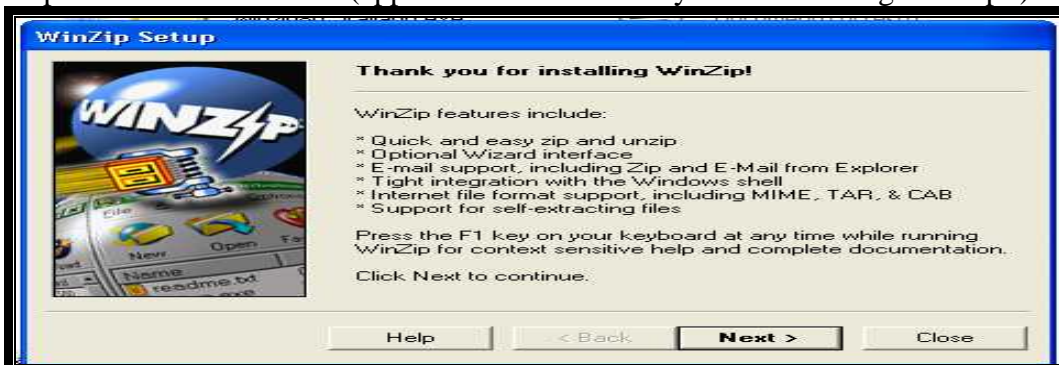 WinZip Setup
Thank you for installing WinZip!
WINZIP
WinZip features include:
* Quick and easy zip and unzip
* Optional Wizard interface
* E-mail support, including Zip and E-Mail from Explorer
* Tight integration with the Windows shell
* Internet file format support, including MIME, TAR, & CAB
* Support for self-extracting files
File
New
Open
Press the F1 key on your keyboard at any time while running
WinZip for context sensitive help and complete documentation.
Name
readme.txt
Click Next to continue.
Help
< Back
Next >
Close